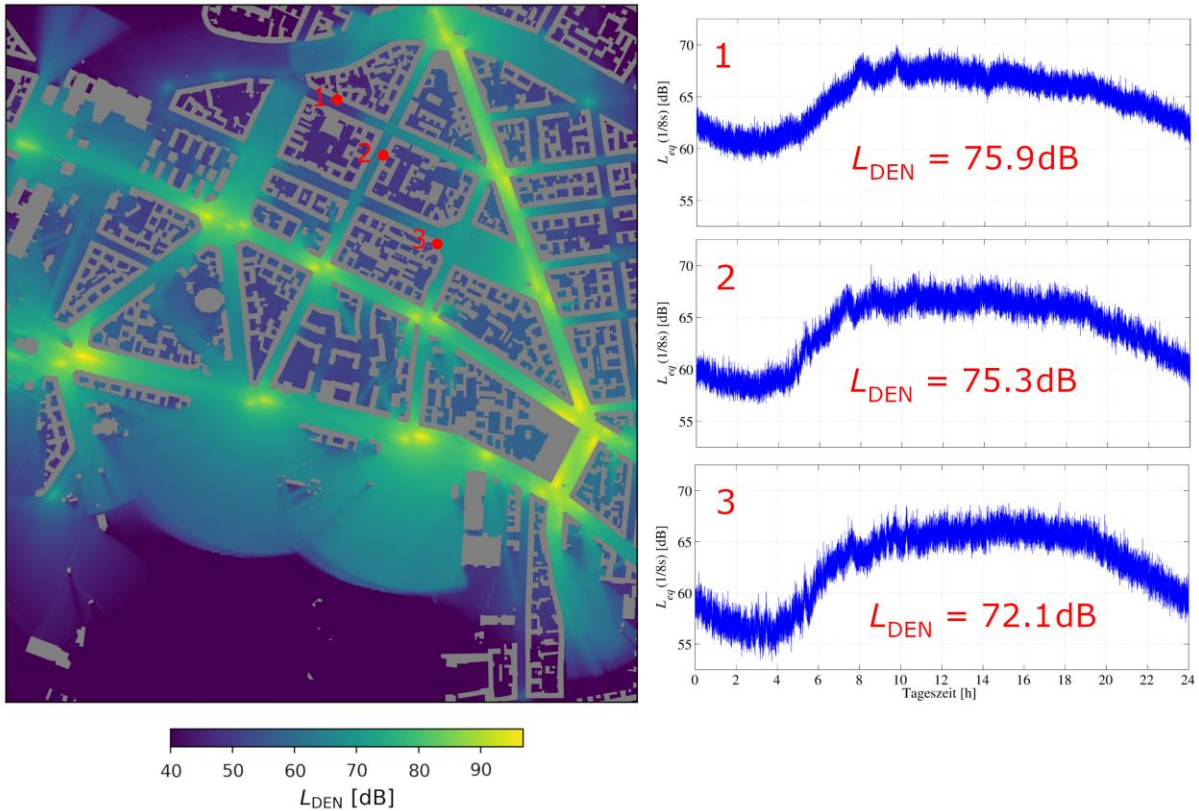 1
2
3
40 50 60 70 80 90
L_DEN [dB]
70
65
60
55
L_eq (1/8s) [dB]
1
L_DEN = 75.9dB
70
65
60
55
L_eq (1/8s) [dB]
2
L_DEN = 75.3dB
70
65
60
55
L_eq (1/8s) [dB]
3
L_DEN = 72.1dB
0 2 4 6 8 10 12 14 16 18 20 22 24
Tageszeit [h]